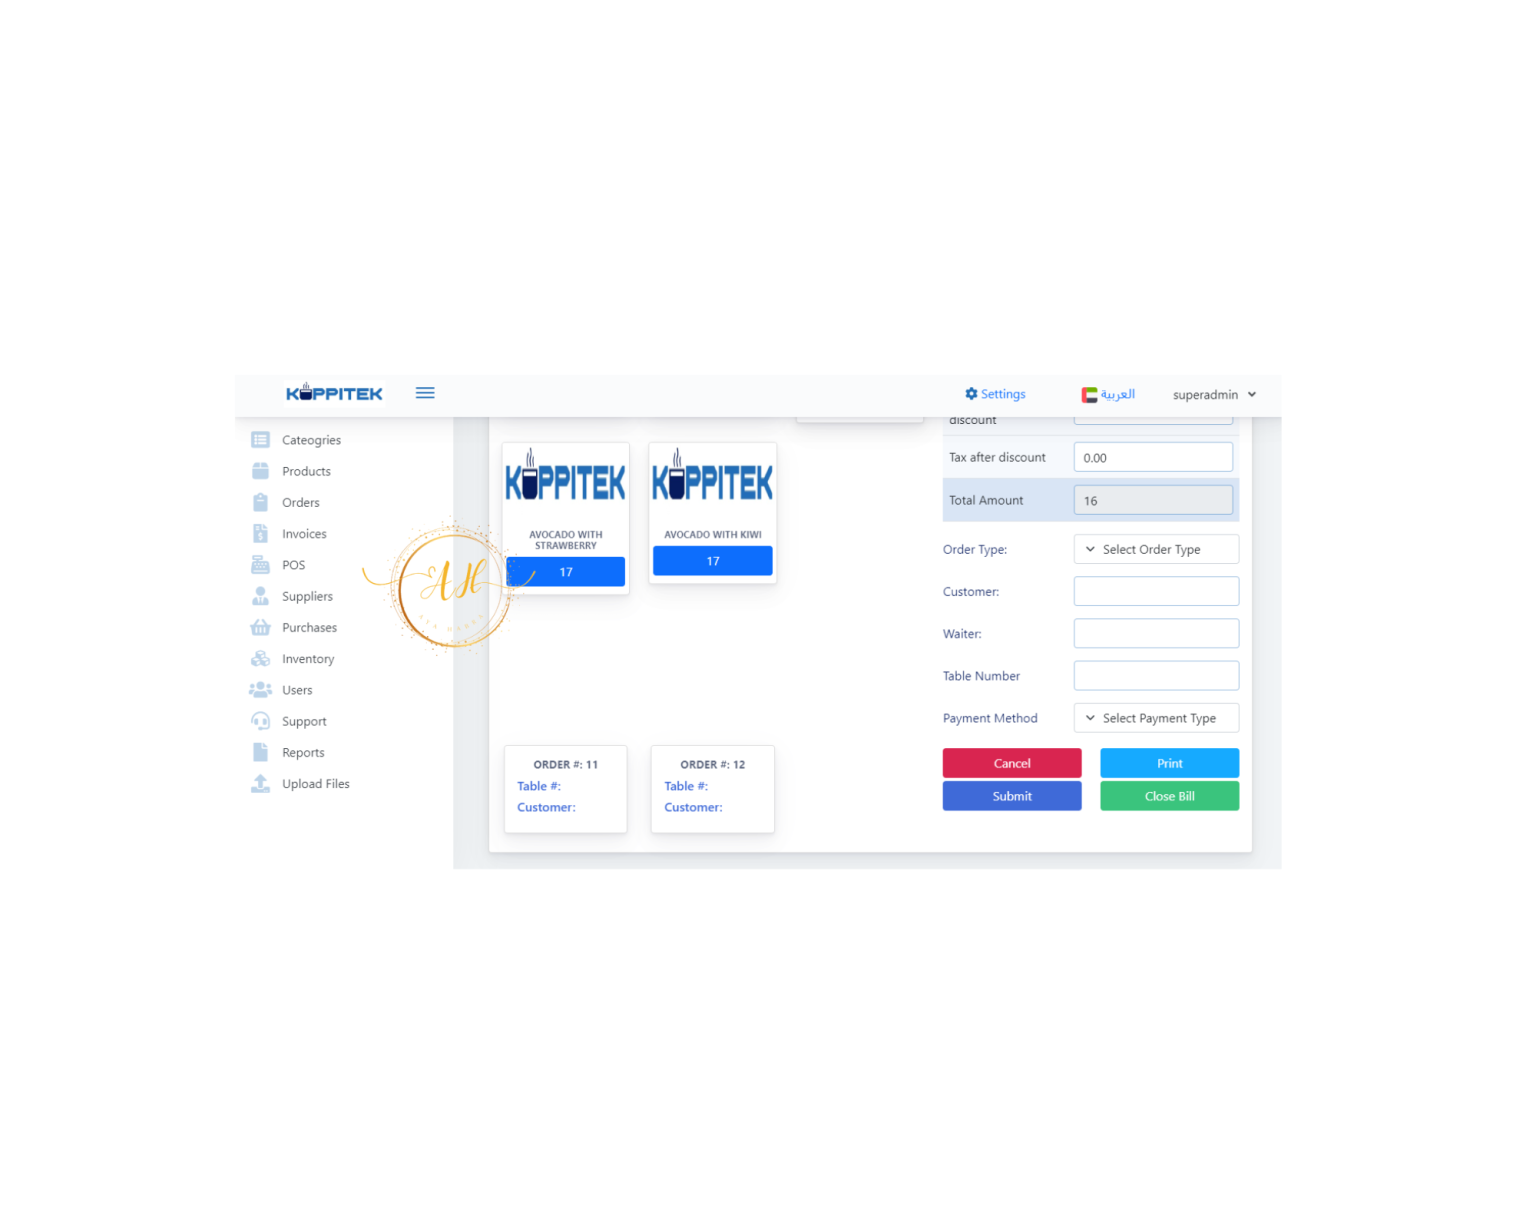 KOPPITEK
Settings
العربية
superadmin
Cateogries
Products
Orders
Invoices
POS
Suppliers
Purchases
Inventory
Users
Support
Reports
Upload Files
KOPPITEK
AVOCADO WITH
STRAWBERRY
17
KOPPITEK
AVOCADO WITH KIWI
17
ORDER #: 11
Table #:
Customer:
ORDER #: 12
Table #:
Customer:
discount
Tax after discount
0.00
Total Amount
16
Order Type:
Select Order Type
Customer:
Waiter:
Table Number
Payment Method
Select Payment Type
Cancel
Print
Submit
Close Bill